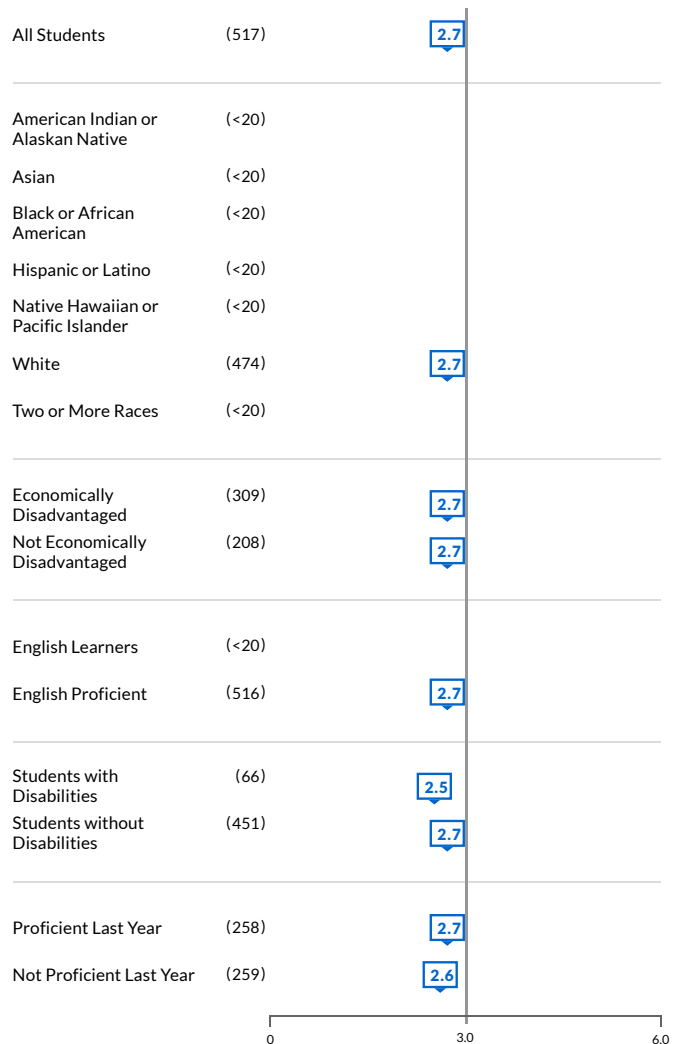 All Students (517) 2.7
American Indian or (<20)
Alaskan Native
Asian (<20)
Black or African (<20)
American
Hispanic or Latino (<20)
Native Hawaiian or (<20)
Pacific Islander
White (474) 2.7
Two or More Races (<20)
Economically (309) 2.7
Disadvantaged
Not Economically (208) 2.7
Disadvantaged
English Learners (<20)
English Proficient (516) 2.7
Students with (66) 2.5
Disabilities
Students without (451) 2.7
Disabilities
Proficient Last Year (258) 2.7
Not Proficient Last Year (259) 2.6
0 3.0 6.0